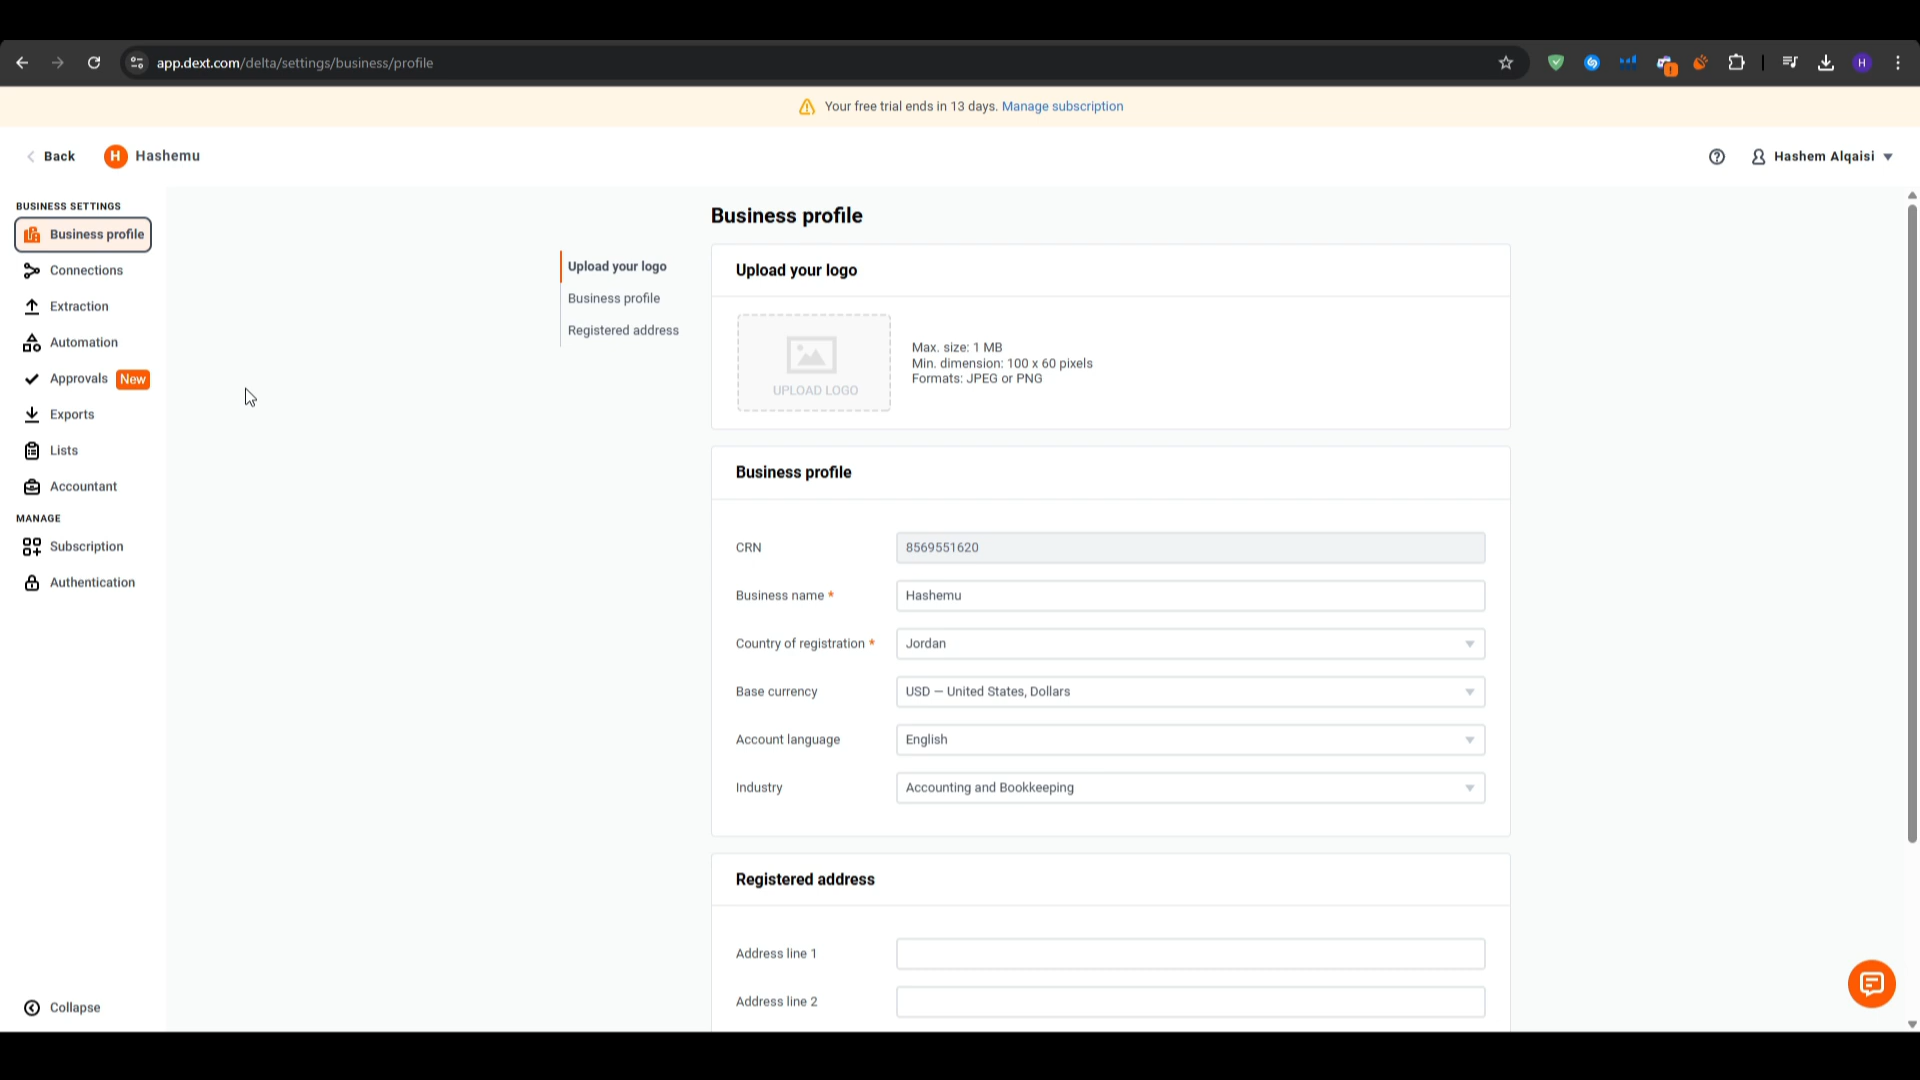 app.dext.com/delta/settings/business/profile
H
Your free trial ends in 13 days. Manage subscription
Back
H Hashemu
Hashem Alqaisi
BUSINESS SETTINGS
Business profile
Connections
Extraction
Automation
Approvals New
Exports
Lists
Accountant
MANAGE
Subscription
Authentication
Collapse
Business profile
Upload your logo
Business profile
Registered address
Upload your logo
UPLOAD LOGO
Max. size: 1 MB
Min. dimension: 100 x 60 pixels
Formats: JPEG or PNG
Business profile
CRN 8569551620
Business name * Hashemu
Country of registration * Jordan
Base currency USD — United States, Dollars
Account language English
Industry Accounting and Bookkeeping
Registered address
Address line 1
Address line 2